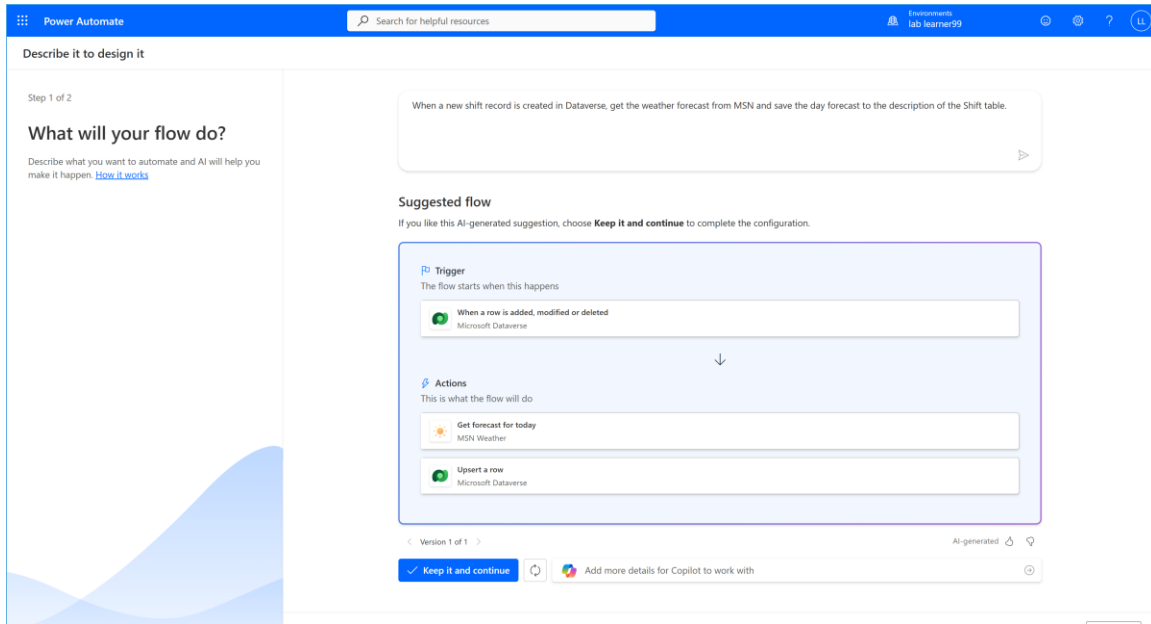 Power Automate
Search for helpful resources
Environments
lab learner99
?
LL
Describe it to design it
Step 1 of 2
What will your flow do?
Describe what you want to automate and AI will help you
make it happen. How it works
When a new shift record is created in Dataverse, get the weather forecast from MSN and save the day forecast to the description of the Shift table.
Suggested flow
If you like this AI-generated suggestion, choose Keep it and continue to complete the configuration.
Trigger
The flow starts when this happens
When a row is added, modified or deleted
Microsoft Dataverse
Actions
This is what the flow will do
Get forecast for today
MSN Weather
Upsert a row
Microsoft Dataverse
Version 1 of 1
AI-generated
Keep it and continue
Add more details for Copilot to work with